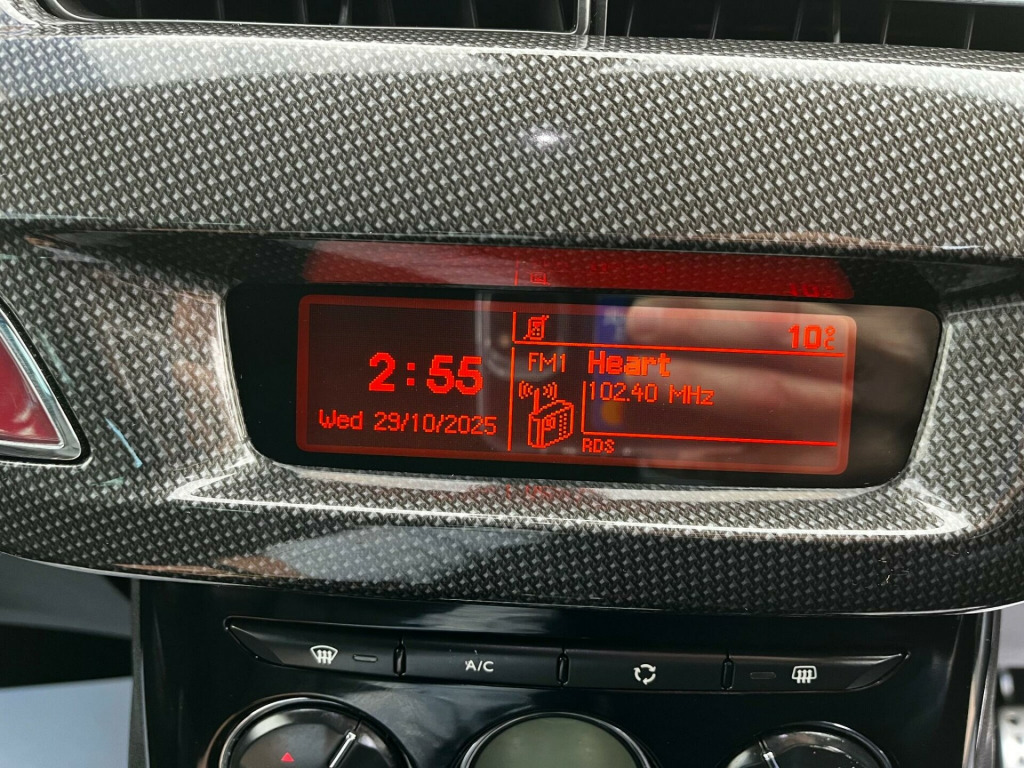 10°C
2:55
FM1 Heart
102.40 MHz
Wed 29/10/2025
RDS
A/C